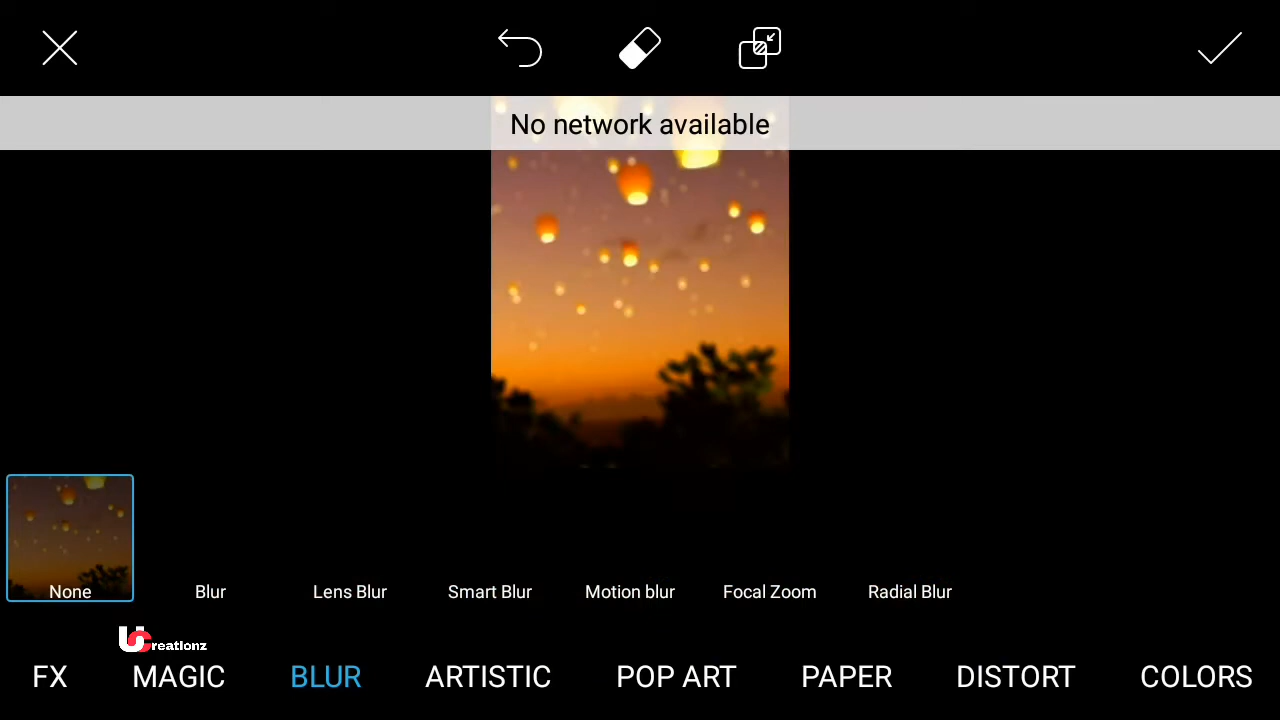 No network available
None Blur Lens Blur Smart Blur Motion blur Focal Zoom Radial Blur
UCreationz
FX MAGIC BLUR ARTISTIC POP ART PAPER DISTORT COLORS